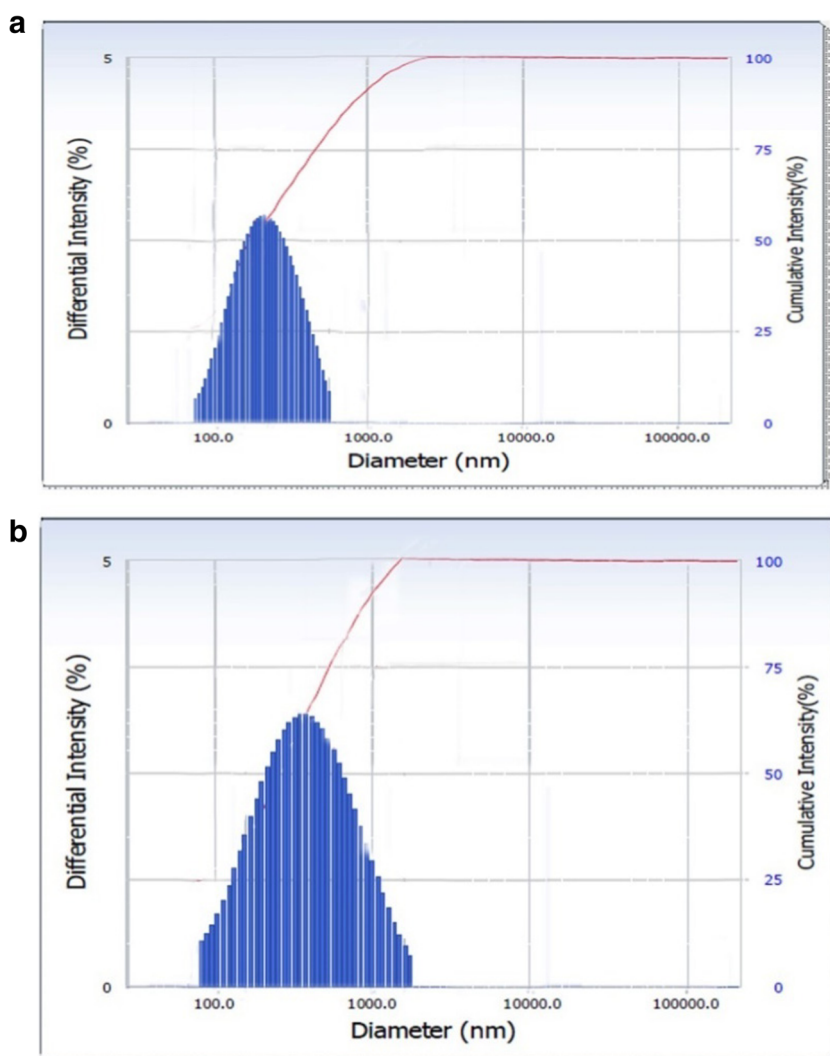 a
5
100
75
50
25
0
0
Differential Intensity (%)
Cumulative Intensity(%)
100.0 1000.0 10000.0 100000.0
Diameter (nm)
b
5
100
75
50
25
0
0
Differential Intensity (%)
Cumulative Intensity(%)
100.0 1000.0 10000.0 100000.0
Diameter (nm)